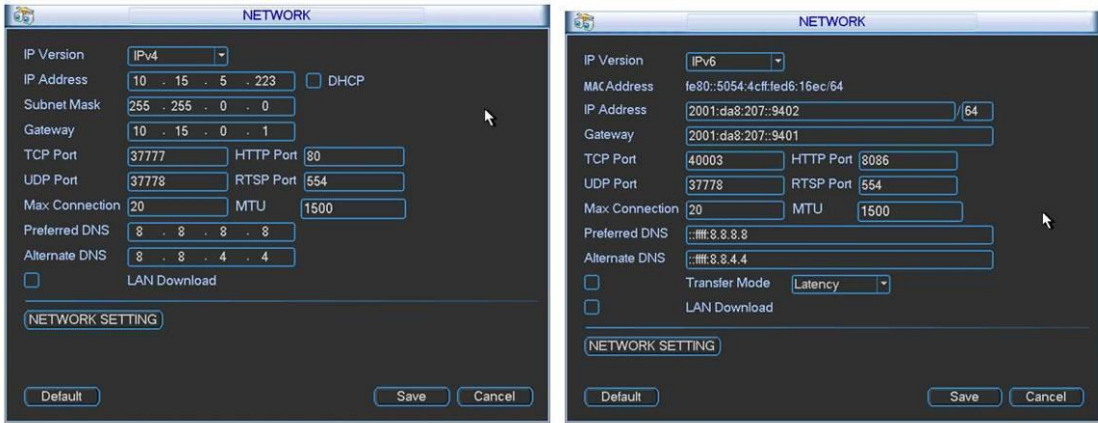 NETWORK
IP Version IPv4
IP Address 10 . 15 . 5 . 223 DHCP
Subnet Mask 255 . 255 . 0 . 0
Gateway 10 . 15 . 0 . 1
TCP Port 37777 HTTP Port 80
UDP Port 37778 RTSP Port 554
Max Connection 20 MTU 1500
Preferred DNS 8 . 8 . 8 . 8
Alternate DNS 8 . 8 . 4 . 4
LAN Download
NETWORK SETTING
Default Save Cancel
NETWORK
IP Version IPv6
MAC Address fe80::5054:4cff:fed6:16ec/64
IP Address 2001:da8:207::9402 / 64
Gateway 2001:da8:207::9401
TCP Port 40003 HTTP Port 8086
UDP Port 37778 RTSP Port 554
Max Connection 20 MTU 1500
Preferred DNS ::ffff:8.8.8.8
Alternate DNS ::ffff:8.8.4.4
Transfer Mode Latency
LAN Download
NETWORK SETTING
Default Save Cancel